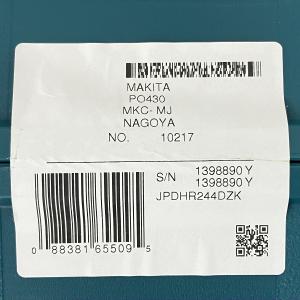 MAKITA
PO430
MKC- MJ
NAGOYA
NO. 10217
S/N 1398890 Y
1398890 Y
JPDHR244DZK
0 88381 65509 5